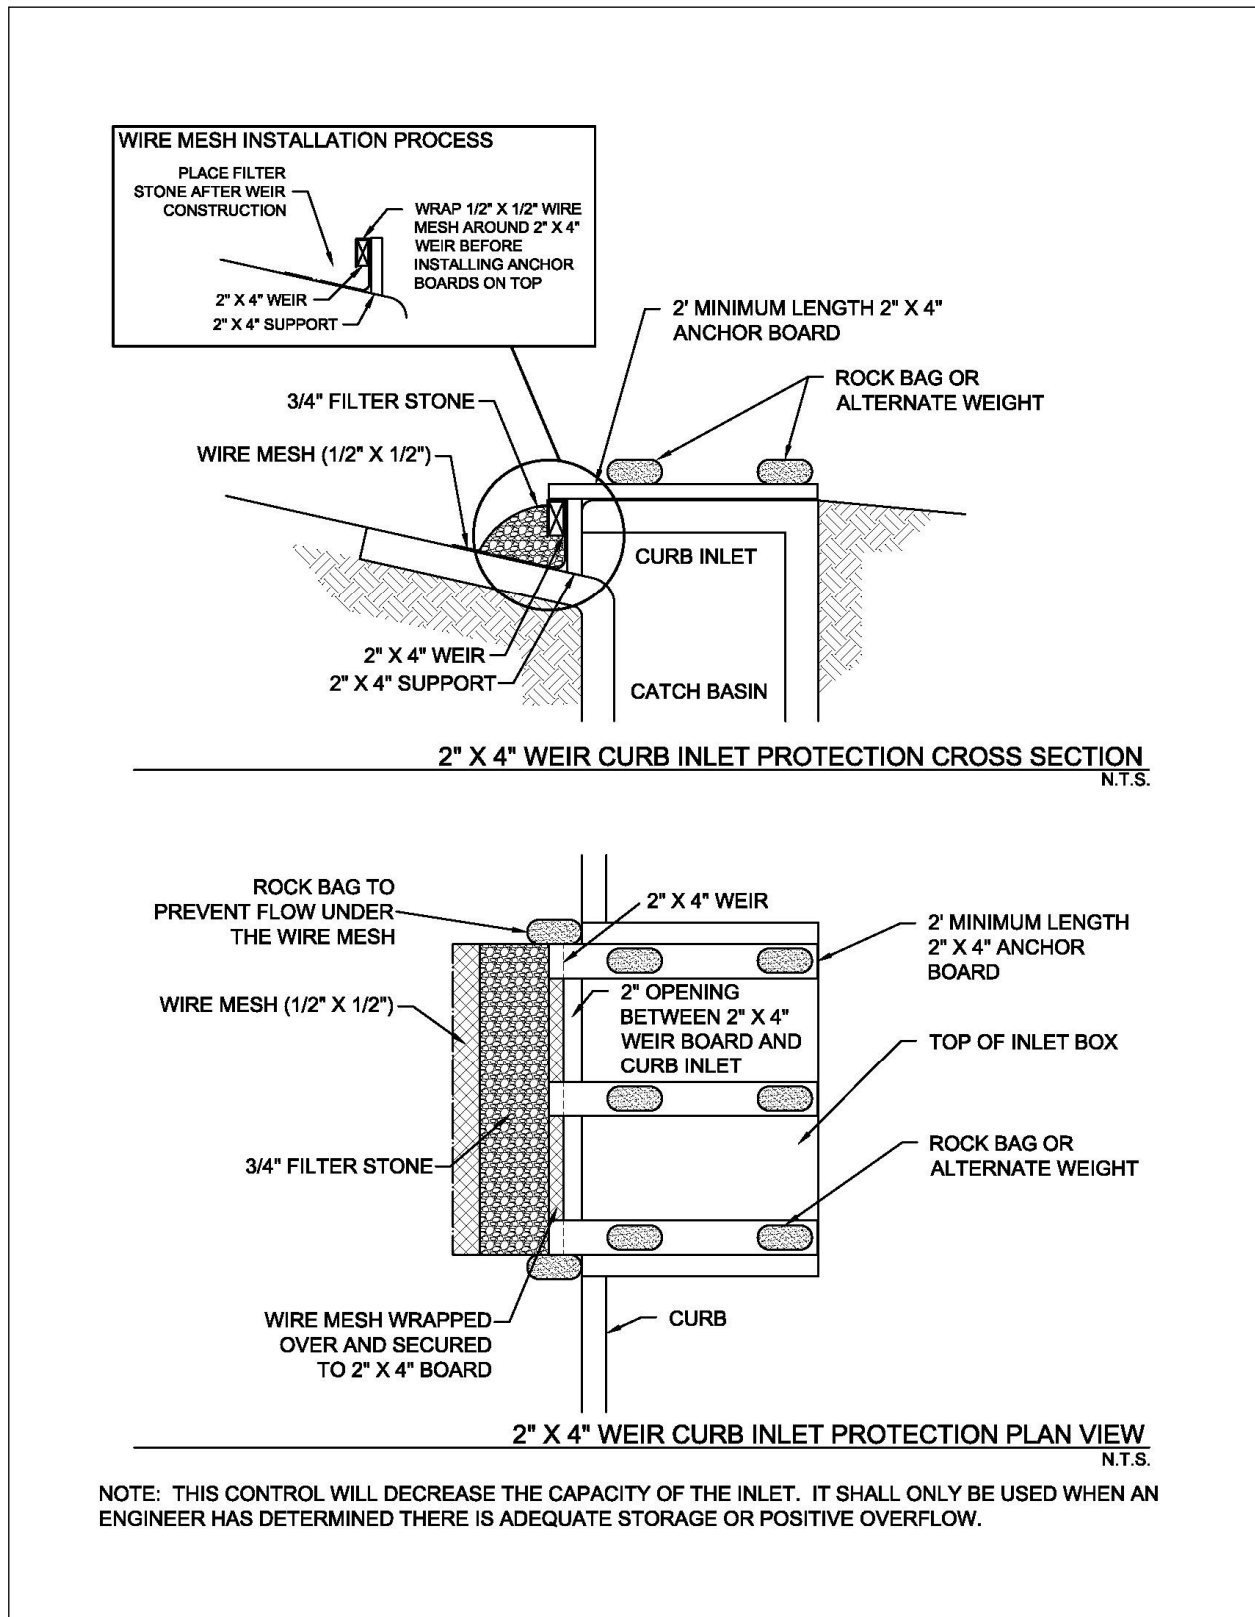 WIRE MESH INSTALLATION PROCESS
PLACE FILTER
STONE AFTER WEIR
CONSTRUCTION
WRAP 1/2" X 1/2" WIRE
MESH AROUND 2" X 4"
WEIR BEFORE
INSTALLING ANCHOR
BOARDS ON TOP
2" X 4" WEIR
2" X 4" SUPPORT
2' MINIMUM LENGTH 2" X 4"
ANCHOR BOARD
ROCK BAG OR
ALTERNATE WEIGHT
3/4" FILTER STONE
WIRE MESH (1/2" X 1/2")
CURB INLET
2" X 4" WEIR
2" X 4" SUPPORT
CATCH BASIN
2" X 4" WEIR CURB INLET PROTECTION CROSS SECTION
N.T.S.
ROCK BAG TO
PREVENT FLOW UNDER
THE WIRE MESH
2" X 4" WEIR
2' MINIMUM LENGTH
2" X 4" ANCHOR
BOARD
WIRE MESH (1/2" X 1/2")
2" OPENING
BETWEEN 2" X 4"
WEIR BOARD AND
CURB INLET
TOP OF INLET BOX
3/4" FILTER STONE
ROCK BAG OR
ALTERNATE WEIGHT
WIRE MESH WRAPPED
OVER AND SECURED
TO 2" X 4" BOARD
CURB
2" X 4" WEIR CURB INLET PROTECTION PLAN VIEW
N.T.S.
NOTE: THIS CONTROL WILL DECREASE THE CAPACITY OF THE INLET. IT SHALL ONLY BE USED WHEN AN
ENGINEER HAS DETERMINED THERE IS ADEQUATE STORAGE OR POSITIVE OVERFLOW.